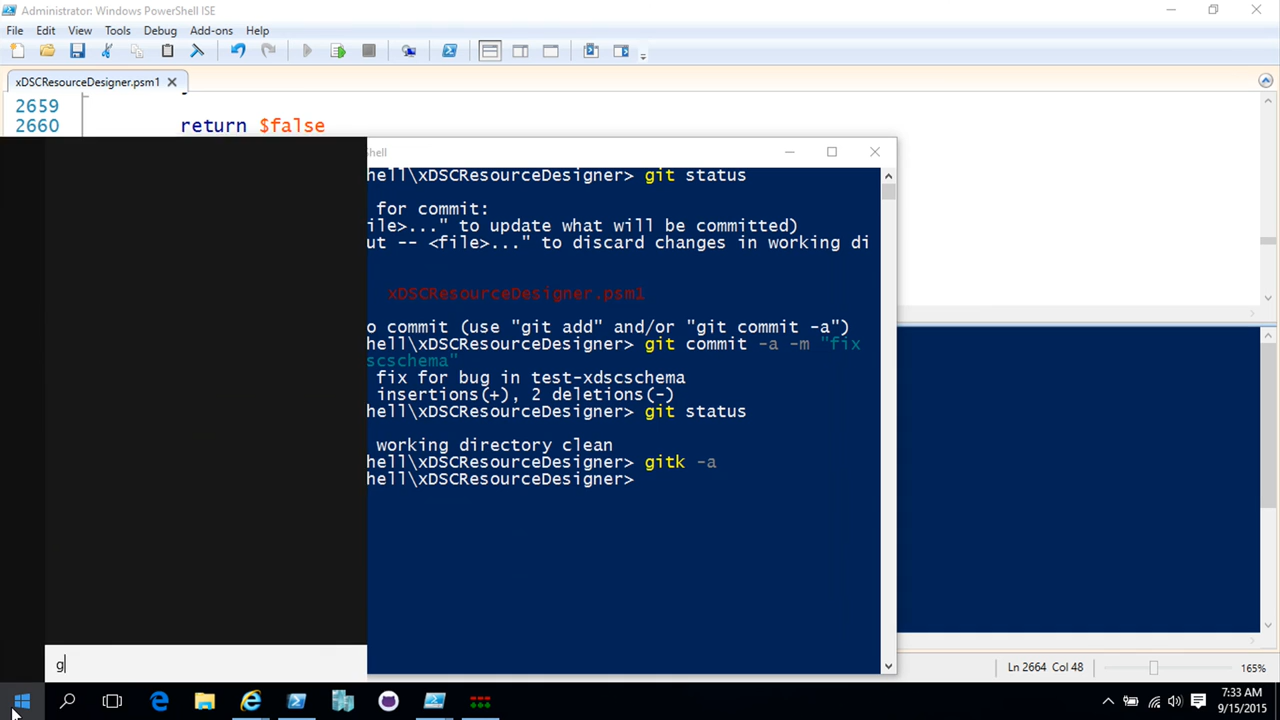 Administrator: Windows PowerShell ISE
File Edit View Tools Debug Add-ons Help
xDSCResourceDesigner.psm1
2659
2660 return $false
Shell
hell\xDSCResourceDesigner> git status
for commit:
ile>..." to update what will be committed)
ut -- <file>..." to discard changes in working di
xDSCResourceDesigner.psm1
o commit (use "git add" and/or "git commit -a")
hell\xDSCResourceDesigner> git commit -a -m "fix
scschema"
fix for bug in test-xdscschema
insertions(+), 2 deletions(-)
hell\xDSCResourceDesigner> git status
working directory clean
hell\xDSCResourceDesigner> gitk -a
hell\xDSCResourceDesigner>
g
Ln 2664 Col 48 165%
7:33 AM
9/15/2015